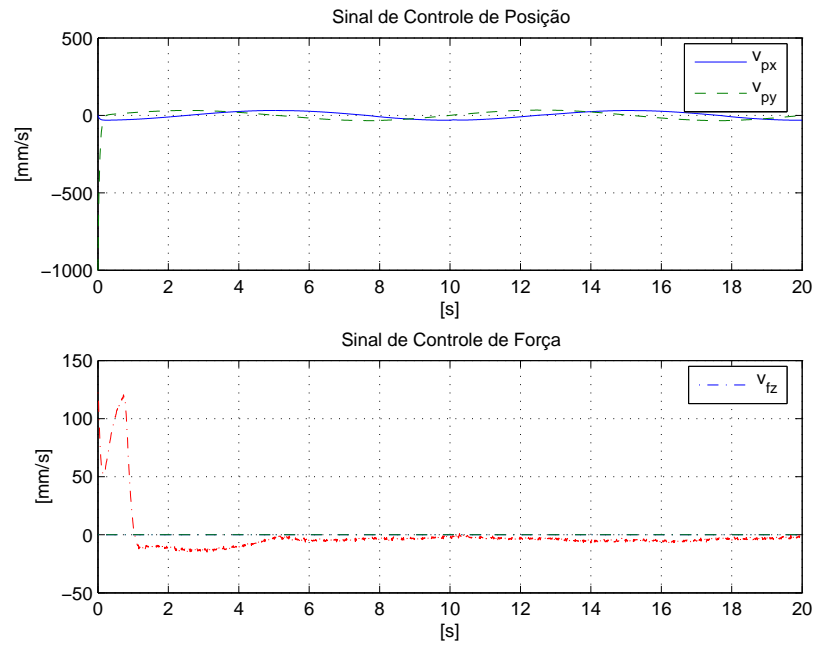 Sinal de Controle de Posição
500
0
−500
−1000
[mm/s]
v_px
v_py
0 2 4 6 8 10 12 14 16 18 20
[s]
Sinal de Controle de Força
150
100
50
0
−50
[mm/s]
v_fz
0 2 4 6 8 10 12 14 16 18 20
[s]